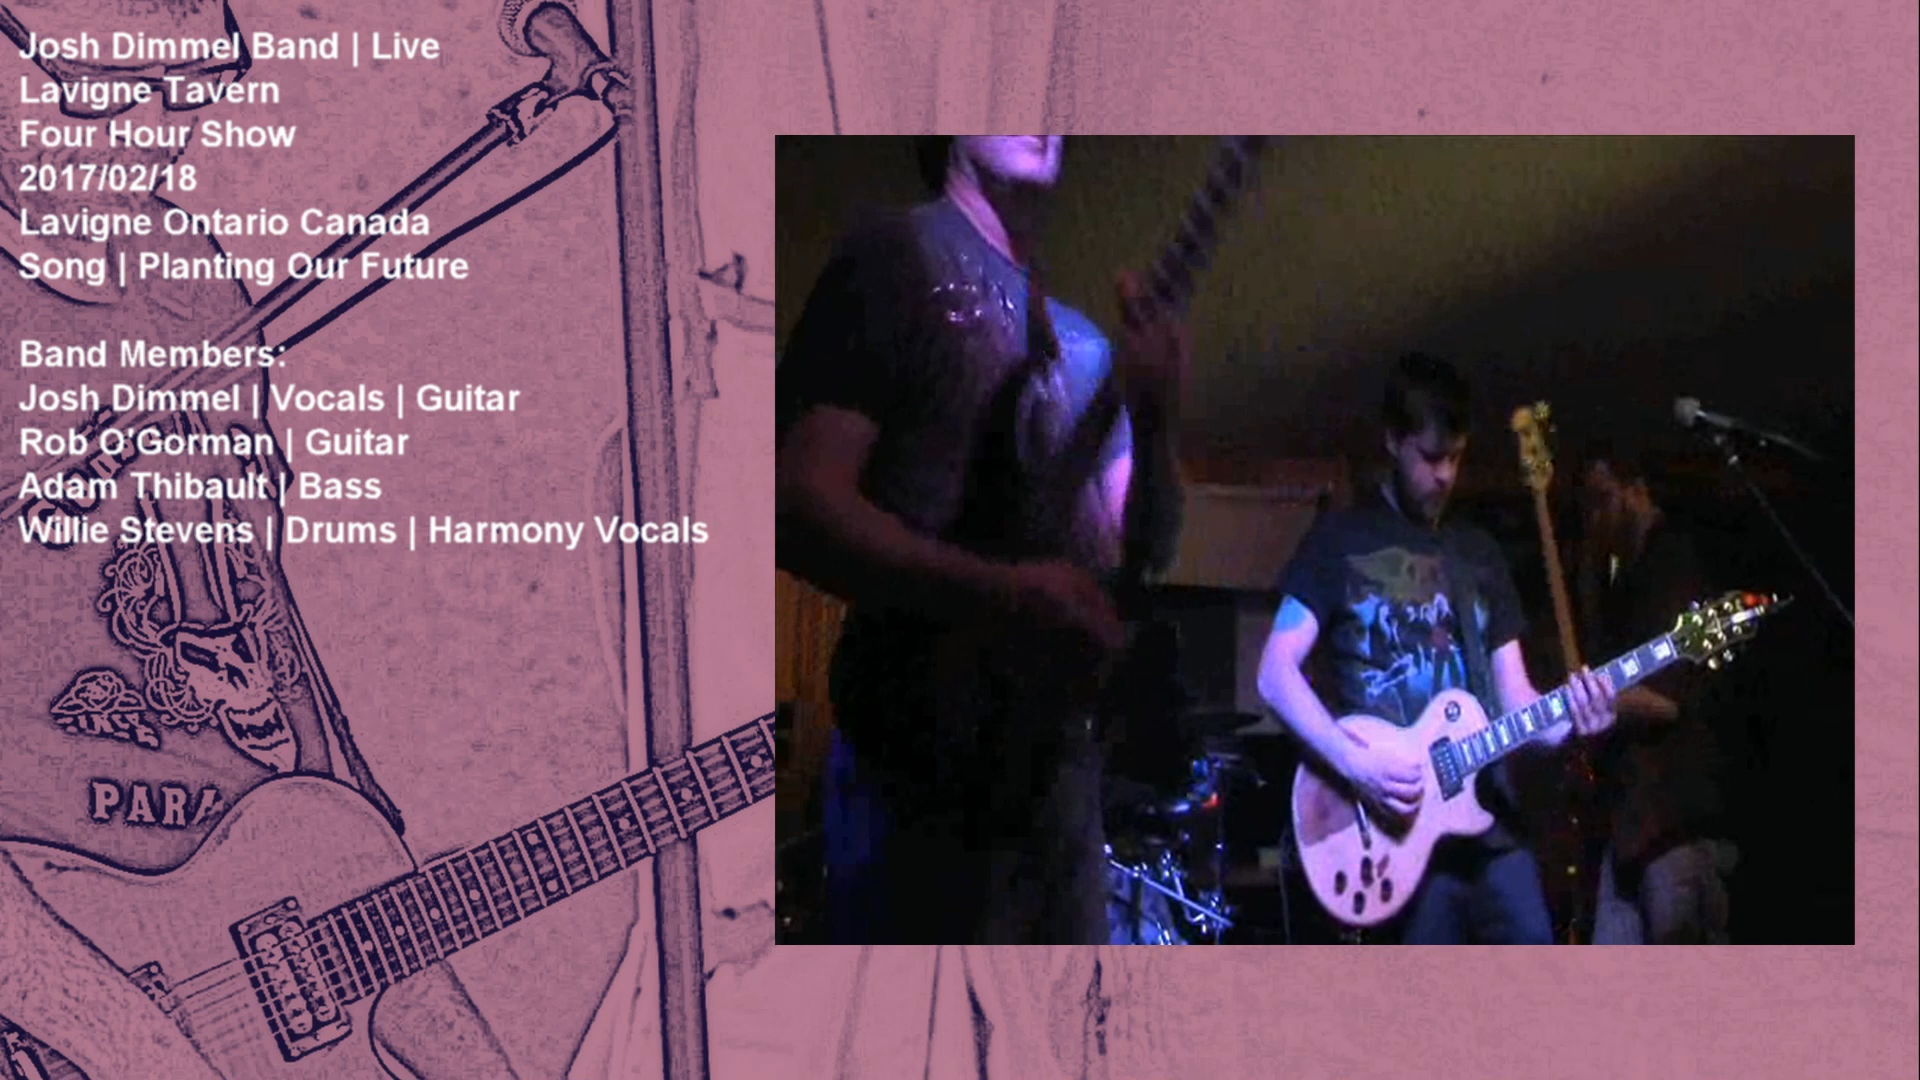 Josh Dimmel Band | Live
Lavigne Tavern
Four Hour Show
2017/02/18
Lavigne Ontario Canada
Song | Planting Our Future

Band Members:
Josh Dimmel | Vocals | Guitar
Rob O'Gorman | Guitar
Adam Thibault | Bass
Willie Stevens | Drums | Harmony Vocals
PARA